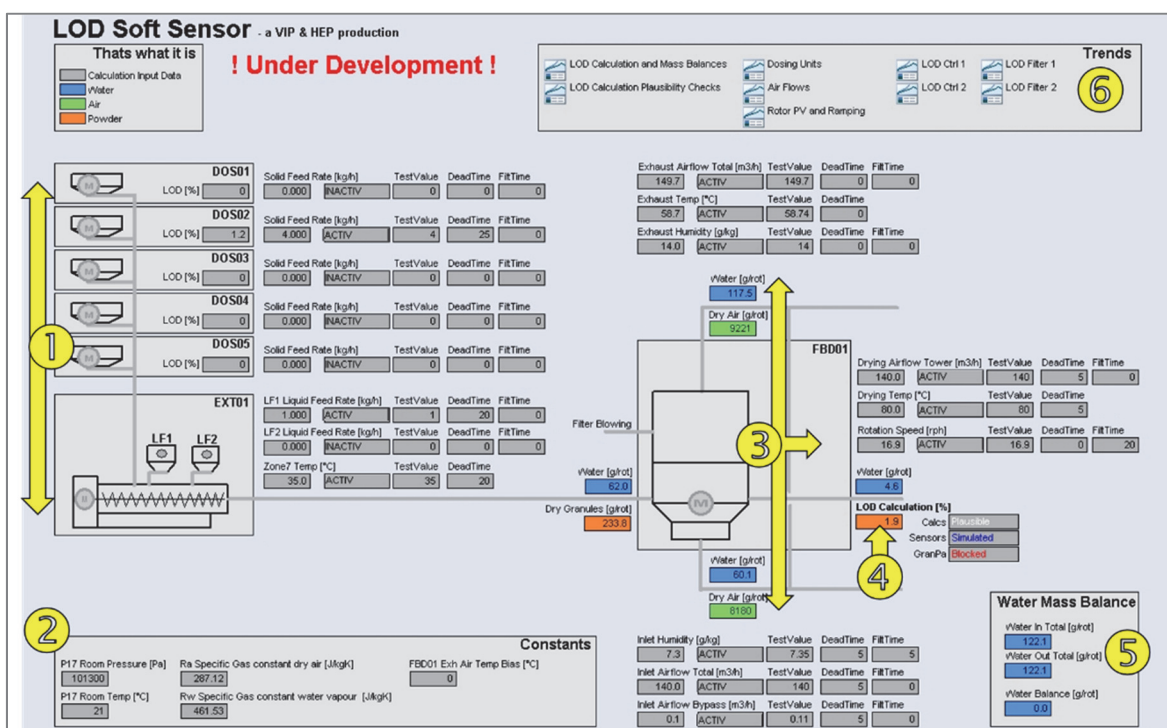 LOD Soft Sensor - a VIP & HEP production
Thats what it is
Calculation Input Data
Water
Air
Powder
! Under Development !
Trends
LOD Calculation and Mass Balances Dosing Units LOD Ctrl 1 LOD Filter 1
LOD Calculation Plausibility Checks Air Flows LOD Ctrl 2 LOD Filter 2
Rotor PV and Ramping
6
DOS01
M LOD [%] 0
Solid Feed Rate [kg/h] TestValue DeadTime FiltTime
0.000 INACTIV 0 0 0
DOS02
M LOD [%] 1.2
Solid Feed Rate [kg/h] TestValue DeadTime FiltTime
4.000 ACTIV 4 25 0
DOS03
M LOD [%] 0
Solid Feed Rate [kg/h] TestValue DeadTime FiltTime
0.000 INACTIV 0 0 0
DOS04
M LOD [%] 0
Solid Feed Rate [kg/h] TestValue DeadTime FiltTime
0.000 INACTIV 0 0 0
1
DOS05
M LOD [%] 0
Solid Feed Rate [kg/h] TestValue DeadTime FiltTime
0.000 INACTIV 0 0 0
EXT01
LF1 LF2
LF1 Liquid Feed Rate [kg/h] TestValue DeadTime FiltTime
1.000 ACTIV 1 20 0
LF2 Liquid Feed Rate [kg/h] TestValue DeadTime FiltTime
0.000 INACTIV 0 0 0
Zone7 Temp [°C] TestValue DeadTime
35.0 ACTIV 35 20
Exhaust Airflow Total [m3/h] TestValue DeadTime FiltTime
149.7 ACTIV 149.7 0 0
Exhaust Temp [°C] TestValue DeadTime
58.7 ACTIV 58.74 0
Exhaust Humidity [g/kg] TestValue DeadTime FiltTime
14.0 ACTIV 14 0 0
Water [g/rot]
117.5
Dry Air [g/rot]
9221
FBD01
Filter Blowing
3
Water [g/rot]
62.0
Dry Granules [g/rot]
233.8
Drying Airflow Tower [m3/h] TestValue DeadTime FiltTime
140.0 ACTIV 140 5 0
Drying Temp [°C] TestValue DeadTime
80.0 ACTIV 80 5
Rotation Speed [rph] TestValue DeadTime FiltTime
16.9 ACTIV 16.9 0 20
Water [g/rot]
4.6
LOD Calculation [%]
1.9
Calcs Plausible
Sensors Simulated
GranPa Blocked
4
Water [g/rot]
60.1
Dry Air [g/rot]
8180
2
Constants
P17 Room Pressure [Pa] Ra Specific Gas constant dry air [J/kgK] FBD01 Exh Air Temp Bias [°C]
101300 287.12 0
P17 Room Temp [°C] Rw Specific Gas constant water vapour [J/kgK]
21 461.53
Inlet Humidity [g/kg] TestValue DeadTime FiltTime
7.3 ACTIV 7.35 5 5
Inlet Airflow Total [m3/h] TestValue DeadTime FiltTime
140.0 ACTIV 140 5 0
Inlet Airflow Bypass [m3/h] TestValue DeadTime FiltTime
0.1 ACTIV 0.11 5 0
Water Mass Balance
Water In Total [g/rot]
122.1
Water Out Total [g/rot]
122.1
Water Balance [g/rot]
0.0
5